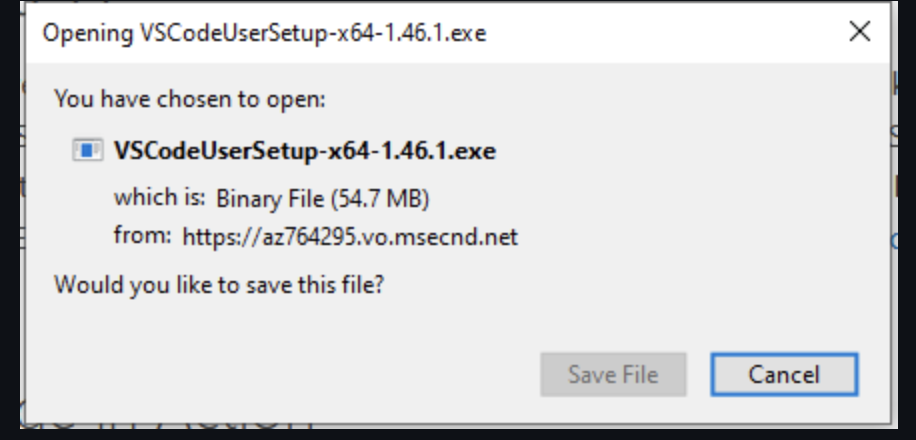 Opening VSCodeUserSetup-x64-1.46.1.exe
You have chosen to open:
VSCodeUserSetup-x64-1.46.1.exe
which is: Binary File (54.7 MB)
from: https://az764295.vo.msecnd.net
Would you like to save this file?
Save File
Cancel